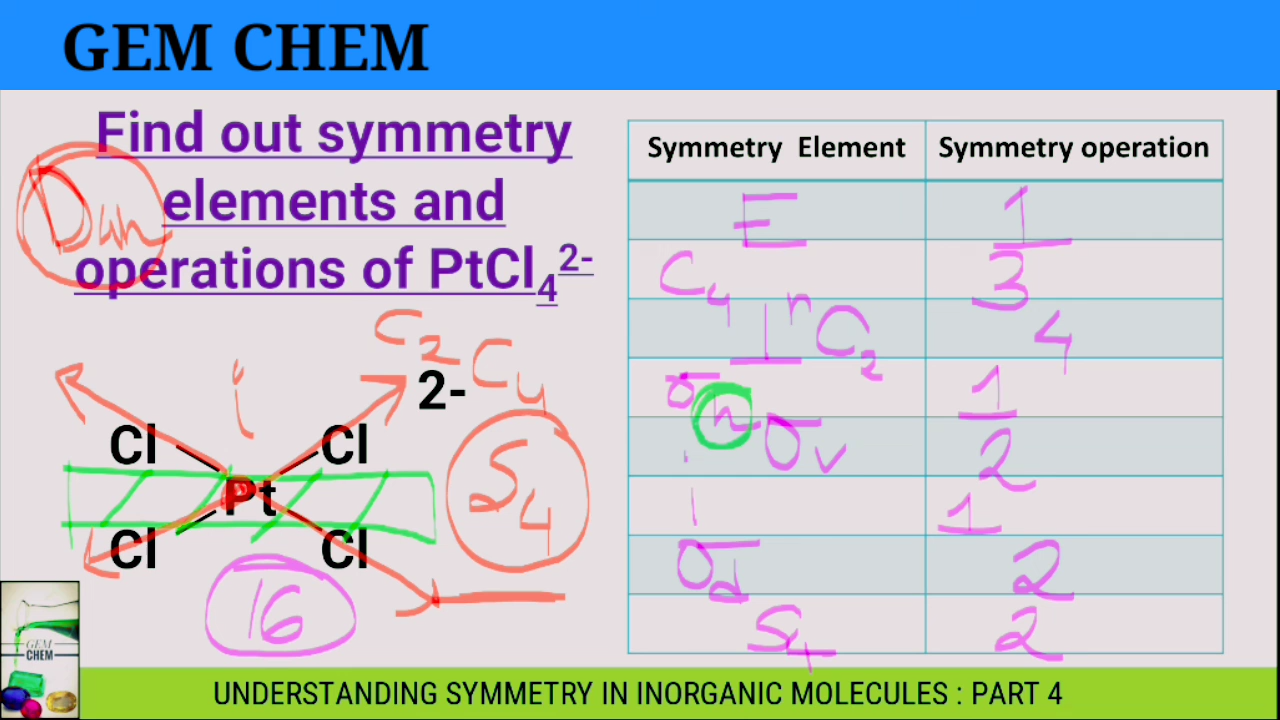 GEM CHEM
Find out symmetry
elements and
operations of PtCl₄²⁻
D4h
Symmetry Element Symmetry operation
E 1
C4 3
⊥r C2 4
σh 1
σv 2
i 1
σd 2
S4 2
i
C2 C4
2-
Cl Cl
Pt
Cl Cl
S4
16
GEM
CHEM
UNDERSTANDING SYMMETRY IN INORGANIC MOLECULES : PART 4